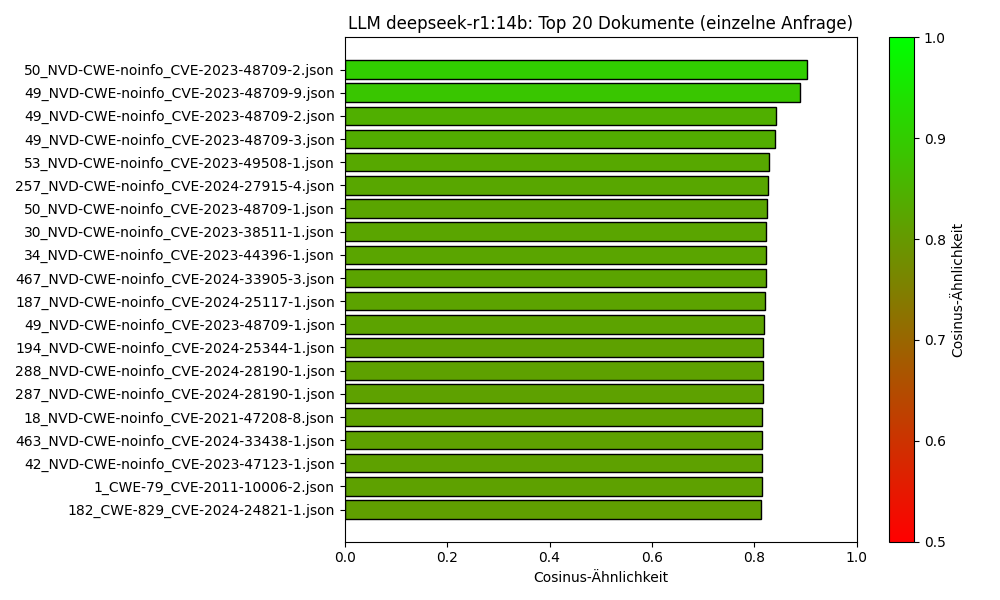 LLM deepseek-r1:14b: Top 20 Dokumente (einzelne Anfrage)
50_NVD-CWE-noinfo_CVE-2023-48709-2.json
49_NVD-CWE-noinfo_CVE-2023-48709-9.json
49_NVD-CWE-noinfo_CVE-2023-48709-2.json
49_NVD-CWE-noinfo_CVE-2023-48709-3.json
53_NVD-CWE-noinfo_CVE-2023-49508-1.json
257_NVD-CWE-noinfo_CVE-2024-27915-4.json
50_NVD-CWE-noinfo_CVE-2023-48709-1.json
30_NVD-CWE-noinfo_CVE-2023-38511-1.json
34_NVD-CWE-noinfo_CVE-2023-44396-1.json
467_NVD-CWE-noinfo_CVE-2024-33905-3.json
187_NVD-CWE-noinfo_CVE-2024-25117-1.json
49_NVD-CWE-noinfo_CVE-2023-48709-1.json
194_NVD-CWE-noinfo_CVE-2024-25344-1.json
288_NVD-CWE-noinfo_CVE-2024-28190-1.json
287_NVD-CWE-noinfo_CVE-2024-28190-1.json
18_NVD-CWE-noinfo_CVE-2021-47208-8.json
463_NVD-CWE-noinfo_CVE-2024-33438-1.json
42_NVD-CWE-noinfo_CVE-2023-47123-1.json
1_CWE-79_CVE-2011-10006-2.json
182_CWE-829_CVE-2024-24821-1.json
0.0 0.2 0.4 0.6 0.8 1.0
Cosinus-Ähnlichkeit
1.0
0.9
0.8
0.7
0.6
0.5
Cosinus-Ähnlichkeit